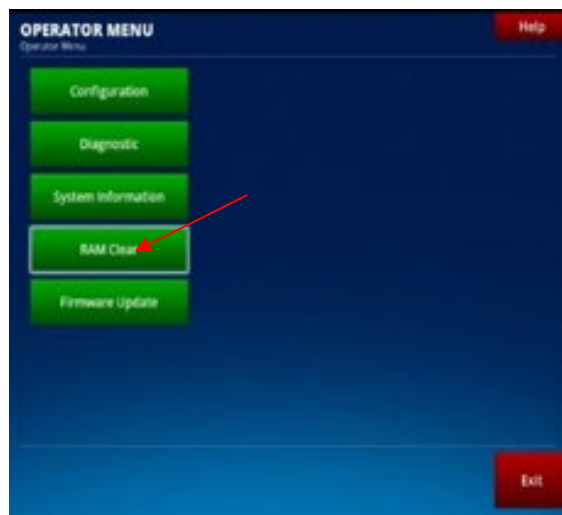 OPERATOR MENU
Help
Operator Menu
Configuration
Diagnostic
System Information
RAM Clear
Firmware Update
Exit